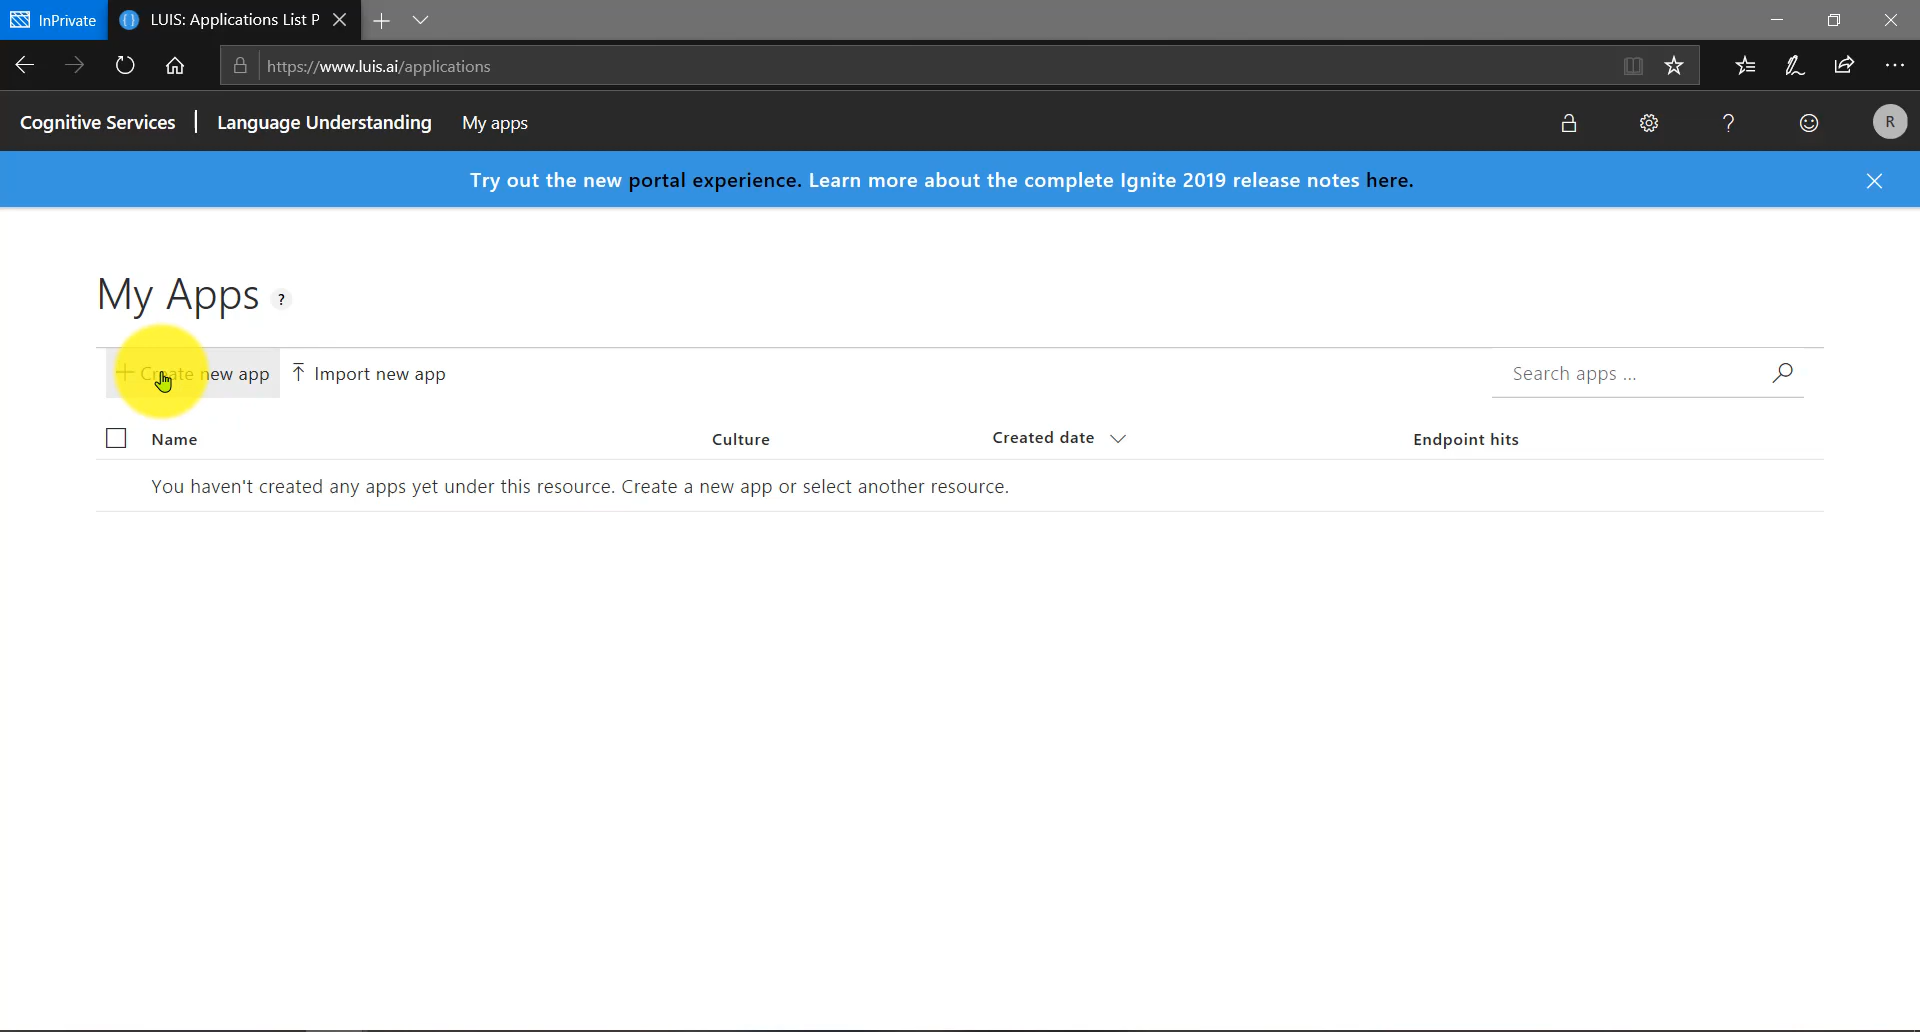 InPrivate
LUIS: Applications List P
https://www.luis.ai/applications
Cognitive Services | Language Understanding My apps
? R
Try out the new portal experience. Learn more about the complete Ignite 2019 release notes here.
My Apps ?
+ Create new app Import new app Search apps ...
Name Culture Created date Endpoint hits
You haven't created any apps yet under this resource. Create a new app or select another resource.